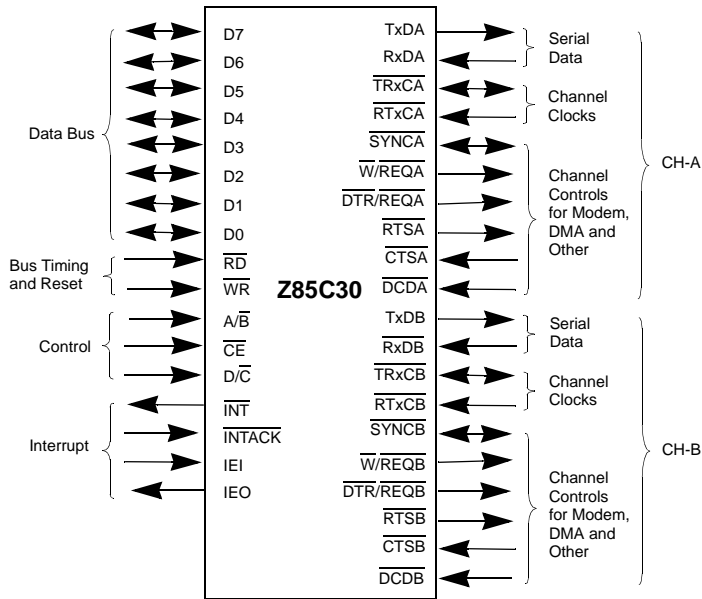 D7
D6
D5
D4
D3
D2
D1
D0
RD
WR
A/B
CE
D/C
INT
INTACK
IEI
IEO
Data Bus
Bus Timing
and Reset
Control
Interrupt
Z85C30
TxDA
RxDA
TRxCA
RTxCA
SYNCA
W/REQA
DTR/REQA
RTSA
CTSA
DCDA
TxDB
RxDB
TRxCB
RTxCB
SYNCB
W/REQB
DTR/REQB
RTSB
CTSB
DCDB
Serial
Data
Channel
Clocks
Channel
Controls
for Modem,
DMA and
Other
CH-A
Serial
Data
Channel
Clocks
Channel
Controls
for Modem,
DMA and
Other
CH-B